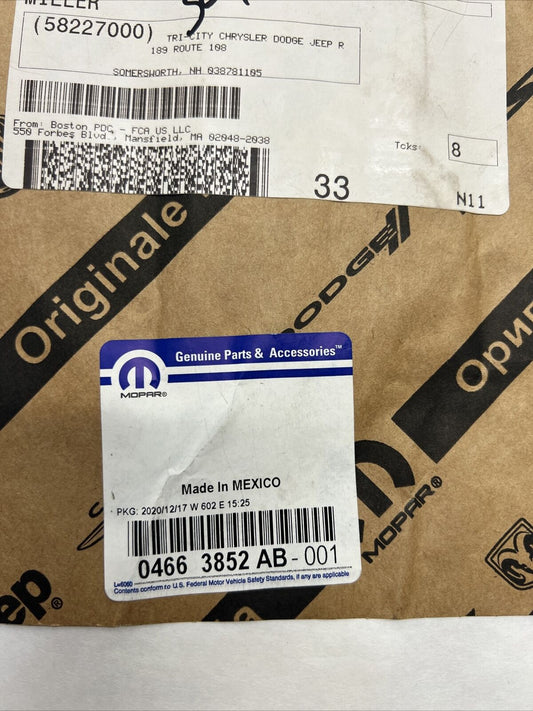 MILLER
(58227000) TRI-CITY CHRYSLER DODGE JEEP R
189 ROUTE 108
SOMERSWORTH, NH 038781105
From: Boston PDC - FCA US LLC
550 Forbes Blvd., Mansfield, MA 02048-2038
Tcks: 8
33
N11
Originale
DODGE
Genuine Parts & Accessories™
MOPAR®
Made In MEXICO
PKG: 2020/12/17 W 602 E 15:25
0466 3852 AB - 001
L=6060
Contents conform to U.S. Federal Motor Vehicle Safety Standards, if any are applicable
MOPAR®
ep®